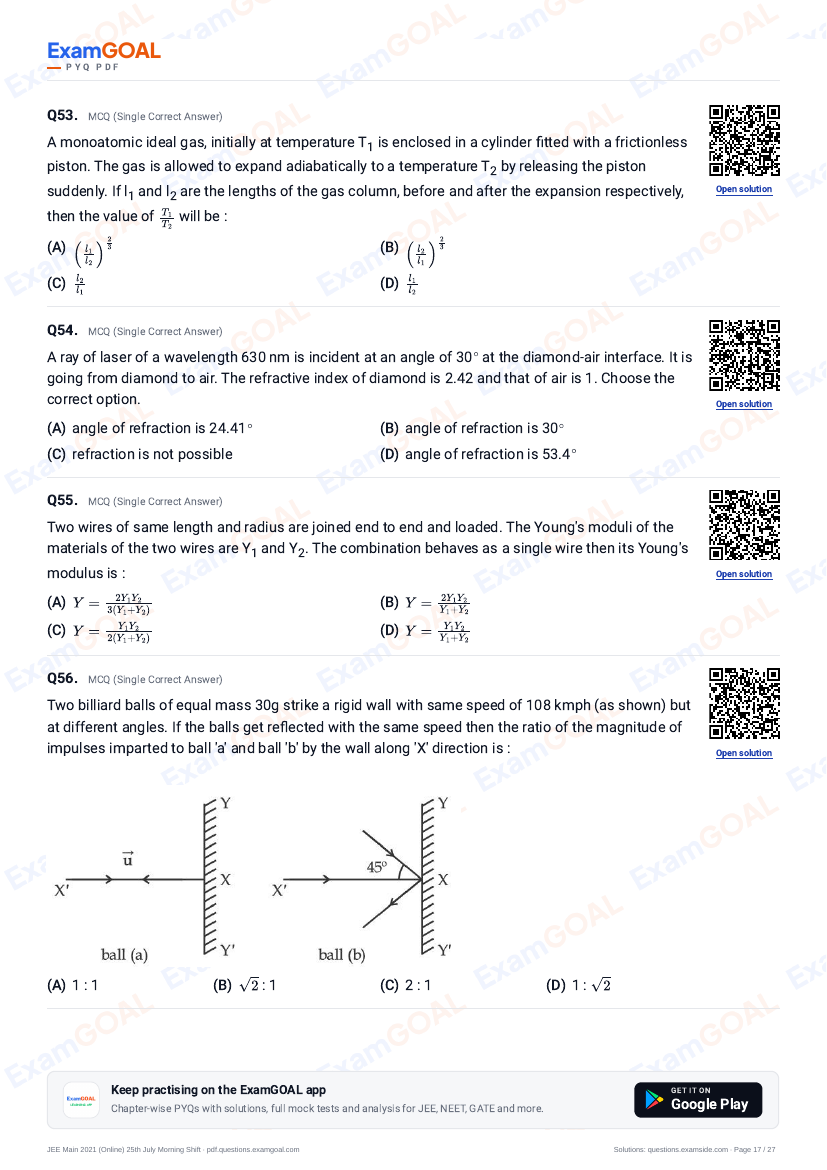 ExamGOAL
PYQ PDF
Q53. MCQ (Single Correct Answer)
A monoatomic ideal gas, initially at temperature T1 is enclosed in a cylinder fitted with a frictionless
piston. The gas is allowed to expand adiabatically to a temperature T2 by releasing the piston
suddenly. If l1 and l2 are the lengths of the gas column, before and after the expansion respectively,
then the value of T1/T2 will be :
(A) (l1/l2)^(2/3) (B) (l2/l1)^(2/3)
(C) l2/l1 (D) l1/l2
Open solution
Q54. MCQ (Single Correct Answer)
A ray of laser of a wavelength 630 nm is incident at an angle of 30° at the diamond-air interface. It is
going from diamond to air. The refractive index of diamond is 2.42 and that of air is 1. Choose the
correct option.
(A) angle of refraction is 24.41° (B) angle of refraction is 30°
(C) refraction is not possible (D) angle of refraction is 53.4°
Open solution
Q55. MCQ (Single Correct Answer)
Two wires of same length and radius are joined end to end and loaded. The Young's moduli of the
materials of the two wires are Y1 and Y2. The combination behaves as a single wire then its Young's
modulus is :
(A) Y = 2Y1Y2/3(Y1+Y2) (B) Y = 2Y1Y2/Y1+Y2
(C) Y = Y1Y2/2(Y1+Y2) (D) Y = Y1Y2/Y1+Y2
Open solution
Q56. MCQ (Single Correct Answer)
Two billiard balls of equal mass 30g strike a rigid wall with same speed of 108 kmph (as shown) but
at different angles. If the balls get reflected with the same speed then the ratio of the magnitude of
impulses imparted to ball 'a' and ball 'b' by the wall along 'X' direction is :
Open solution
Y Y
u⃗ 45°
X' X X' X
ball (a) Y' ball (b) Y'
(A) 1 : 1 (B) √2 : 1 (C) 2 : 1 (D) 1 : √2
ExamGOAL
Keep practising on the ExamGOAL app
Chapter-wise PYQs with solutions, full mock tests and analysis for JEE, NEET, GATE and more.
GET IT ON
Google Play
JEE Main 2021 (Online) 25th July Morning Shift · pdf.questions.examgoal.com Solutions: questions.examside.com · Page 17 / 27